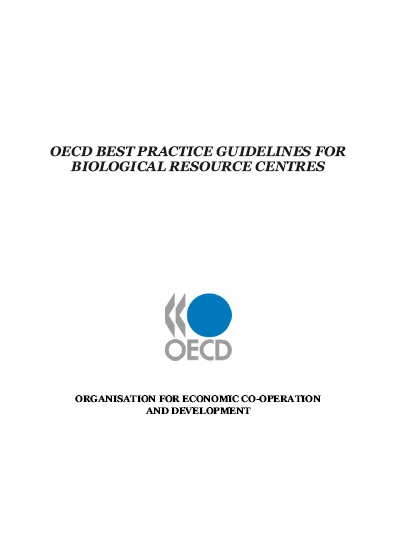 OECD BEST PRACTICE GUIDELINES FOR
BIOLOGICAL RESOURCE CENTRES
OECD
ORGANISATION FOR ECONOMIC CO-OPERATION
AND DEVELOPMENT